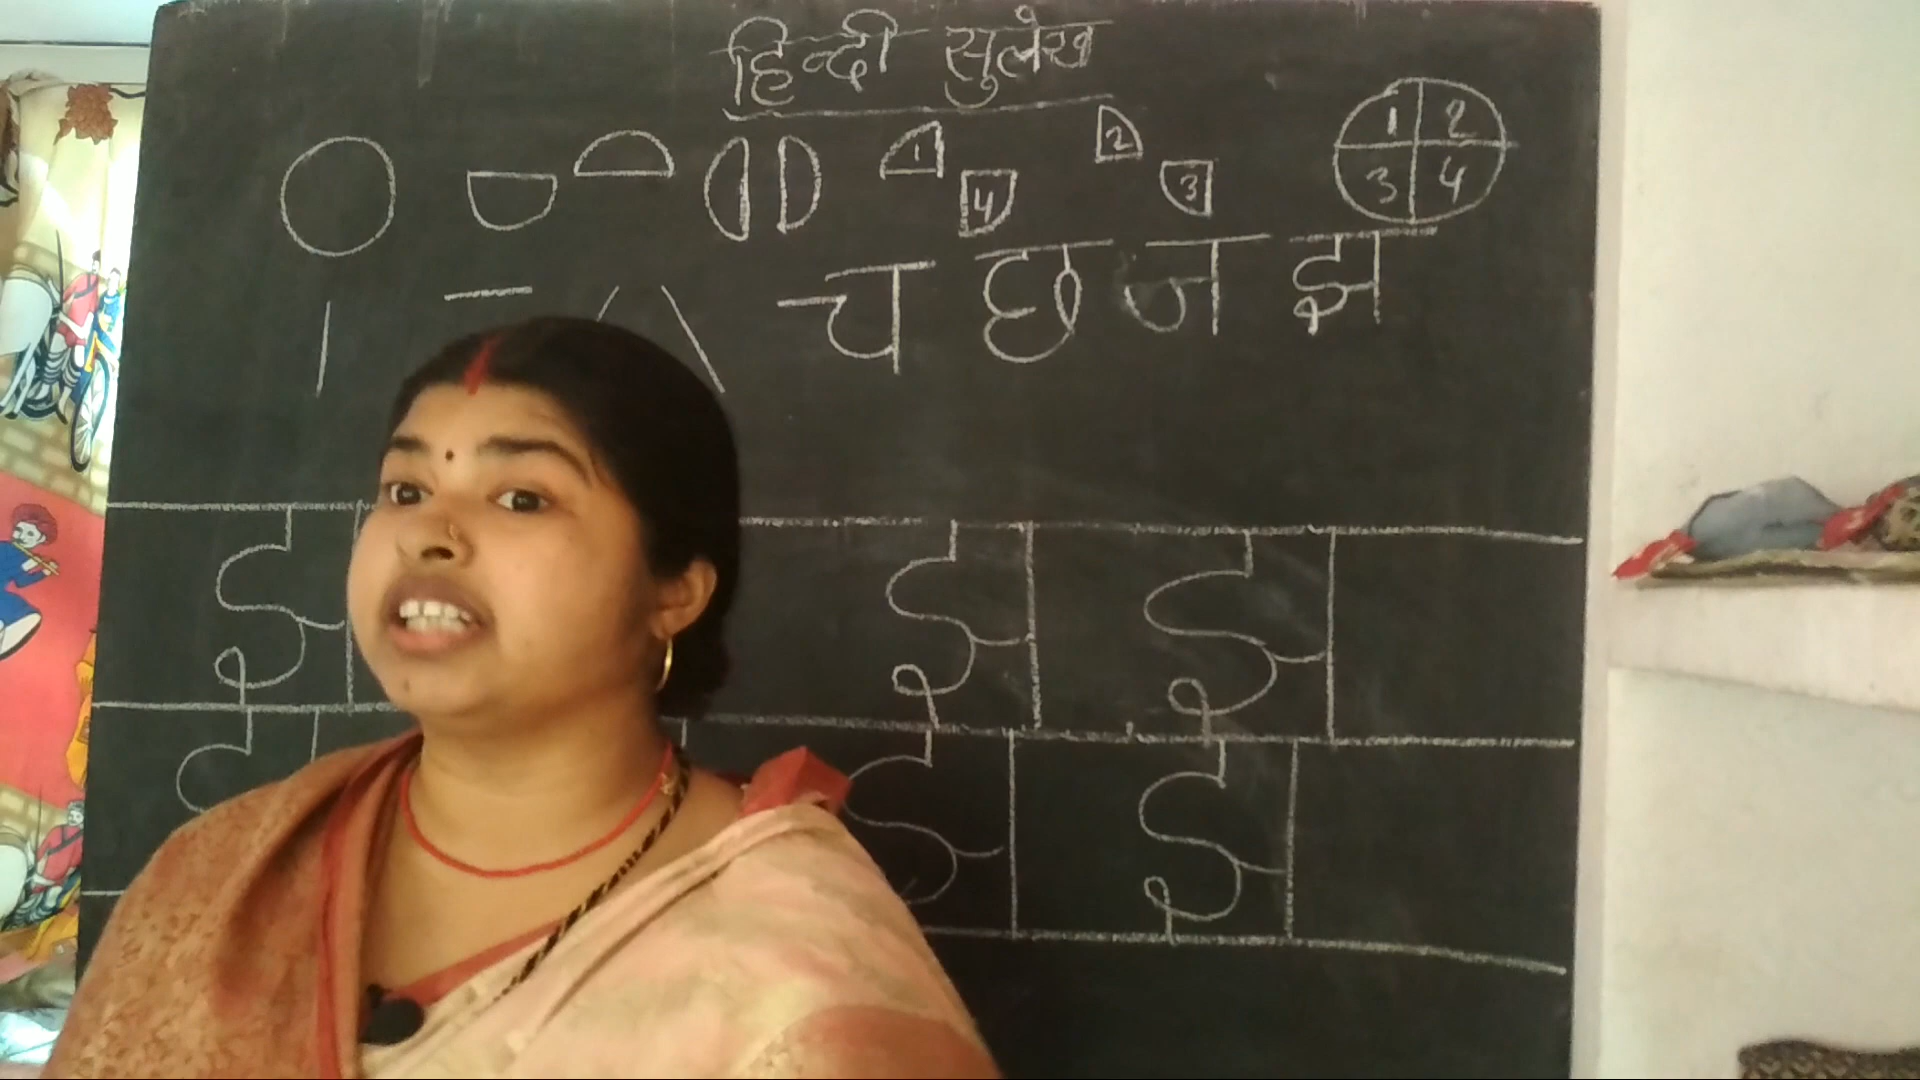 हिन्दी सुलेख
1 4 2 3
1 2
3 4
च छ ज झ
झ झ झ
झ झ